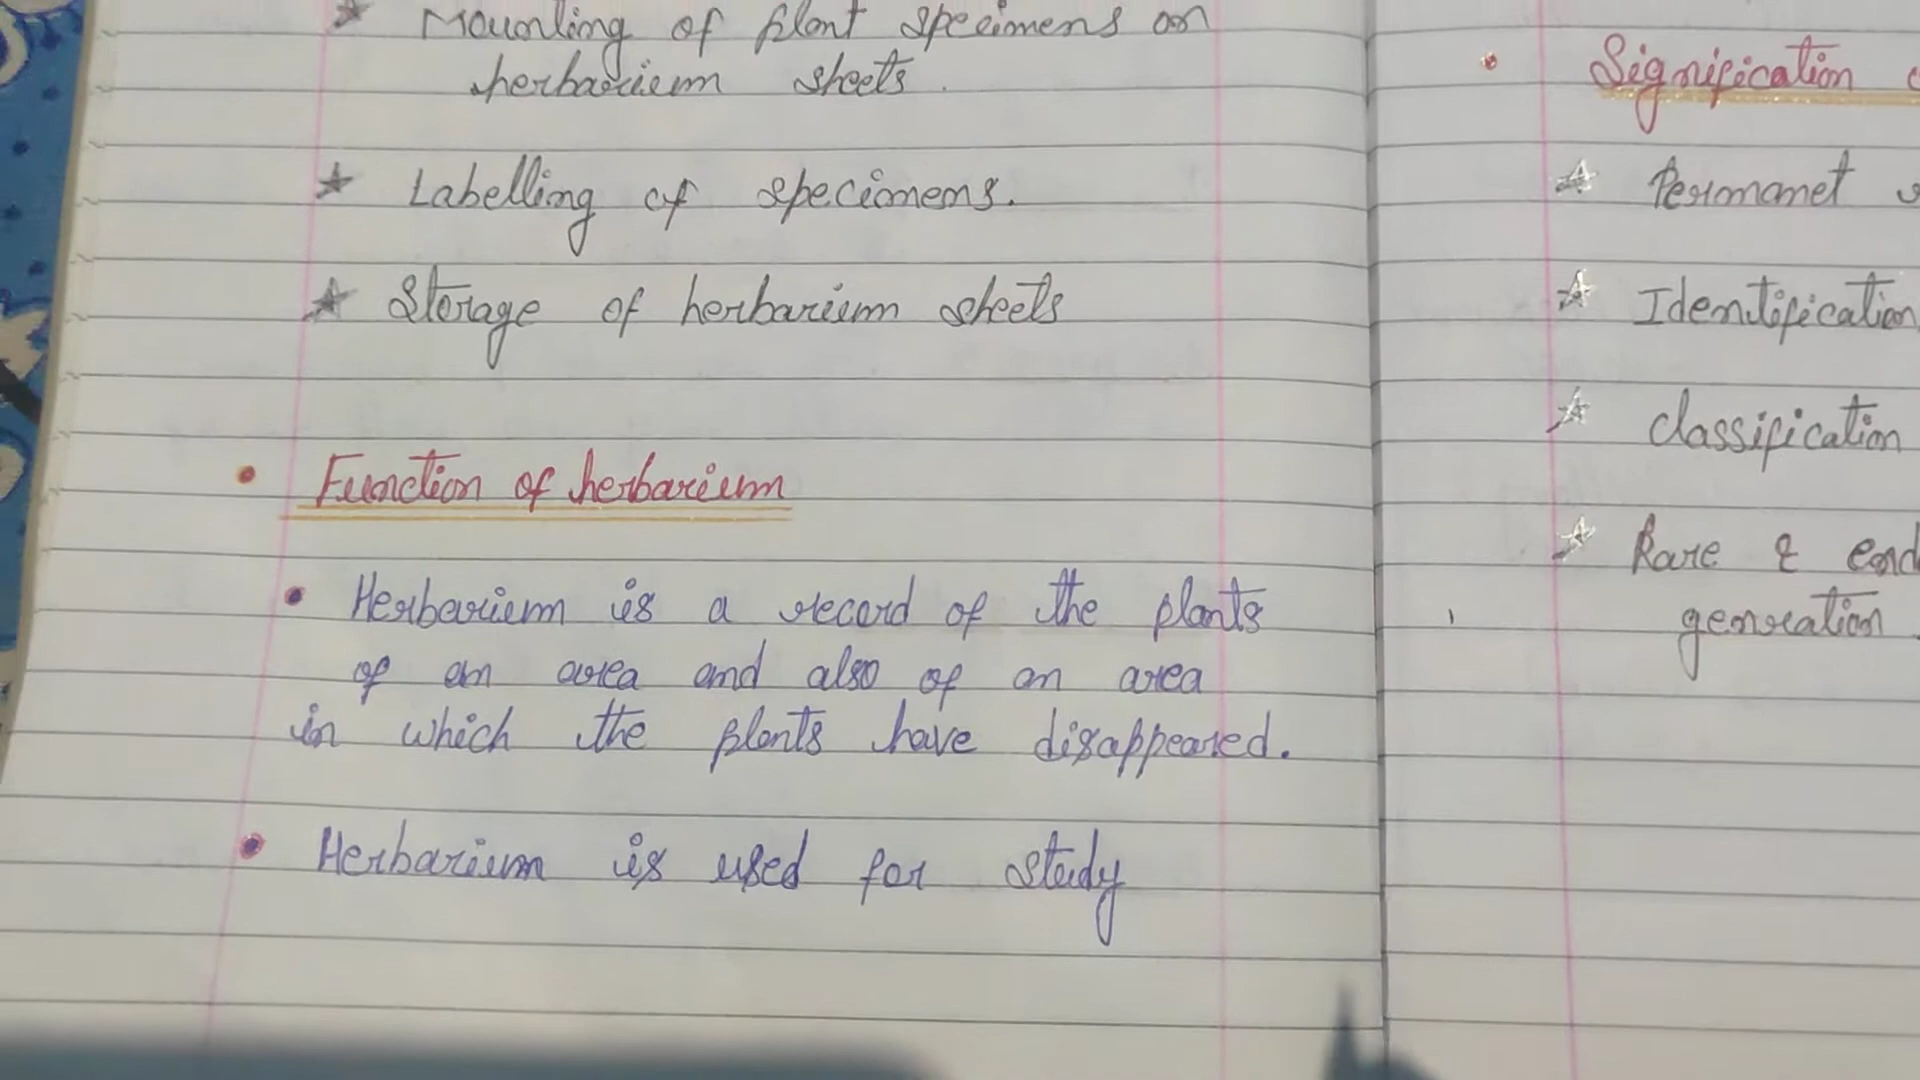 Mounting of plant specimens on
herbarium sheets.
Labelling of specimens.
Storage of herbarium sheets
Function of herbarium
Herbarium is a record of the plants
of an area and also of an area
in which the plants have disappeared.
Herbarium is used for study
Signification
Permanet
Identification
Classification
Rare & end
generation